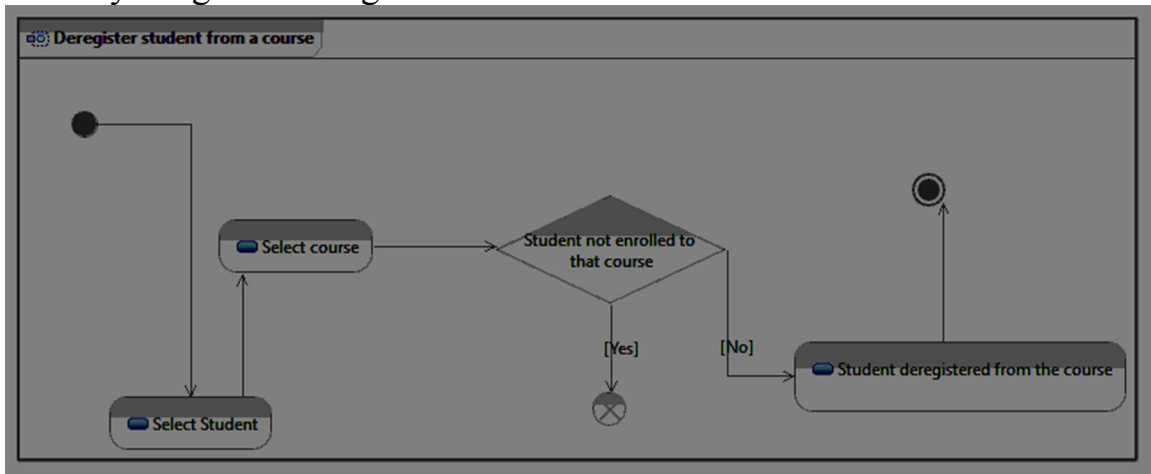 Deregister student from a course
Select course
Student not enrolled to
that course
[Yes]
[No]
Student deregistered from the course
Select Student